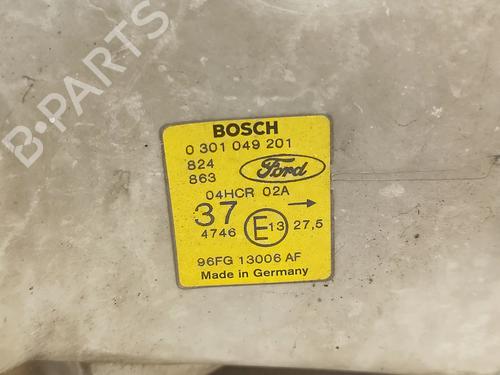 B-PARTS
BOSCH
0 301 049 201
824
863
Ford
04HCR 02A
37 →
4746 E13 27,5
96FG 13006 AF
Made in Germany